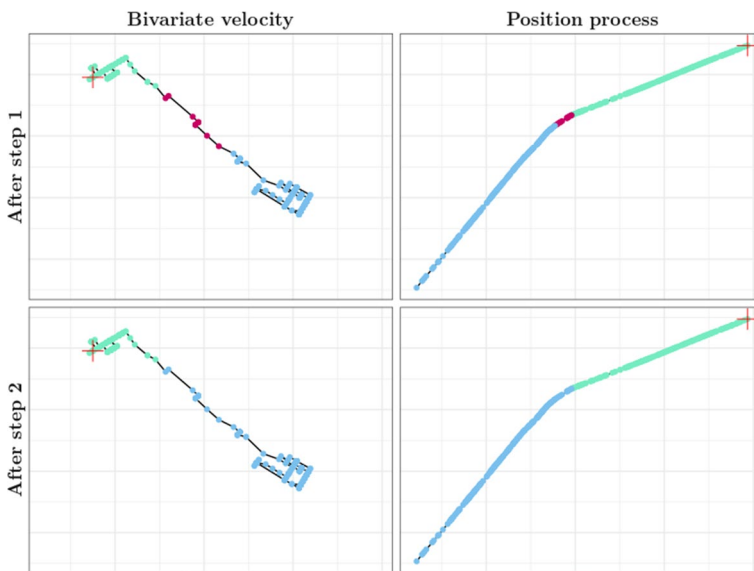 Bivariate velocity
Position process
After step 1
After step 2